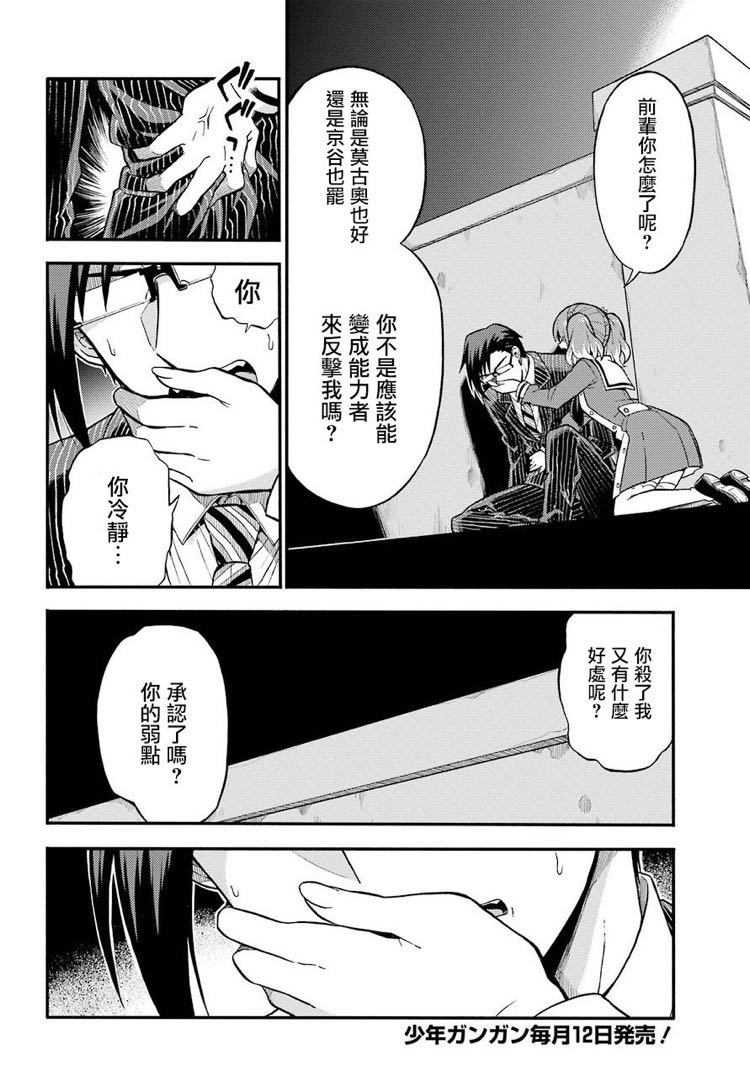 前輩你怎麼了呢?
無論是莫古奧也好
還是京谷也罷
你不是應該能
變成能力者
來反擊我嗎?
你
你冷靜…
你殺了我
又有什麼
好處呢?
承認了嗎?
你的弱點
少年ガンガン毎月12日発売!